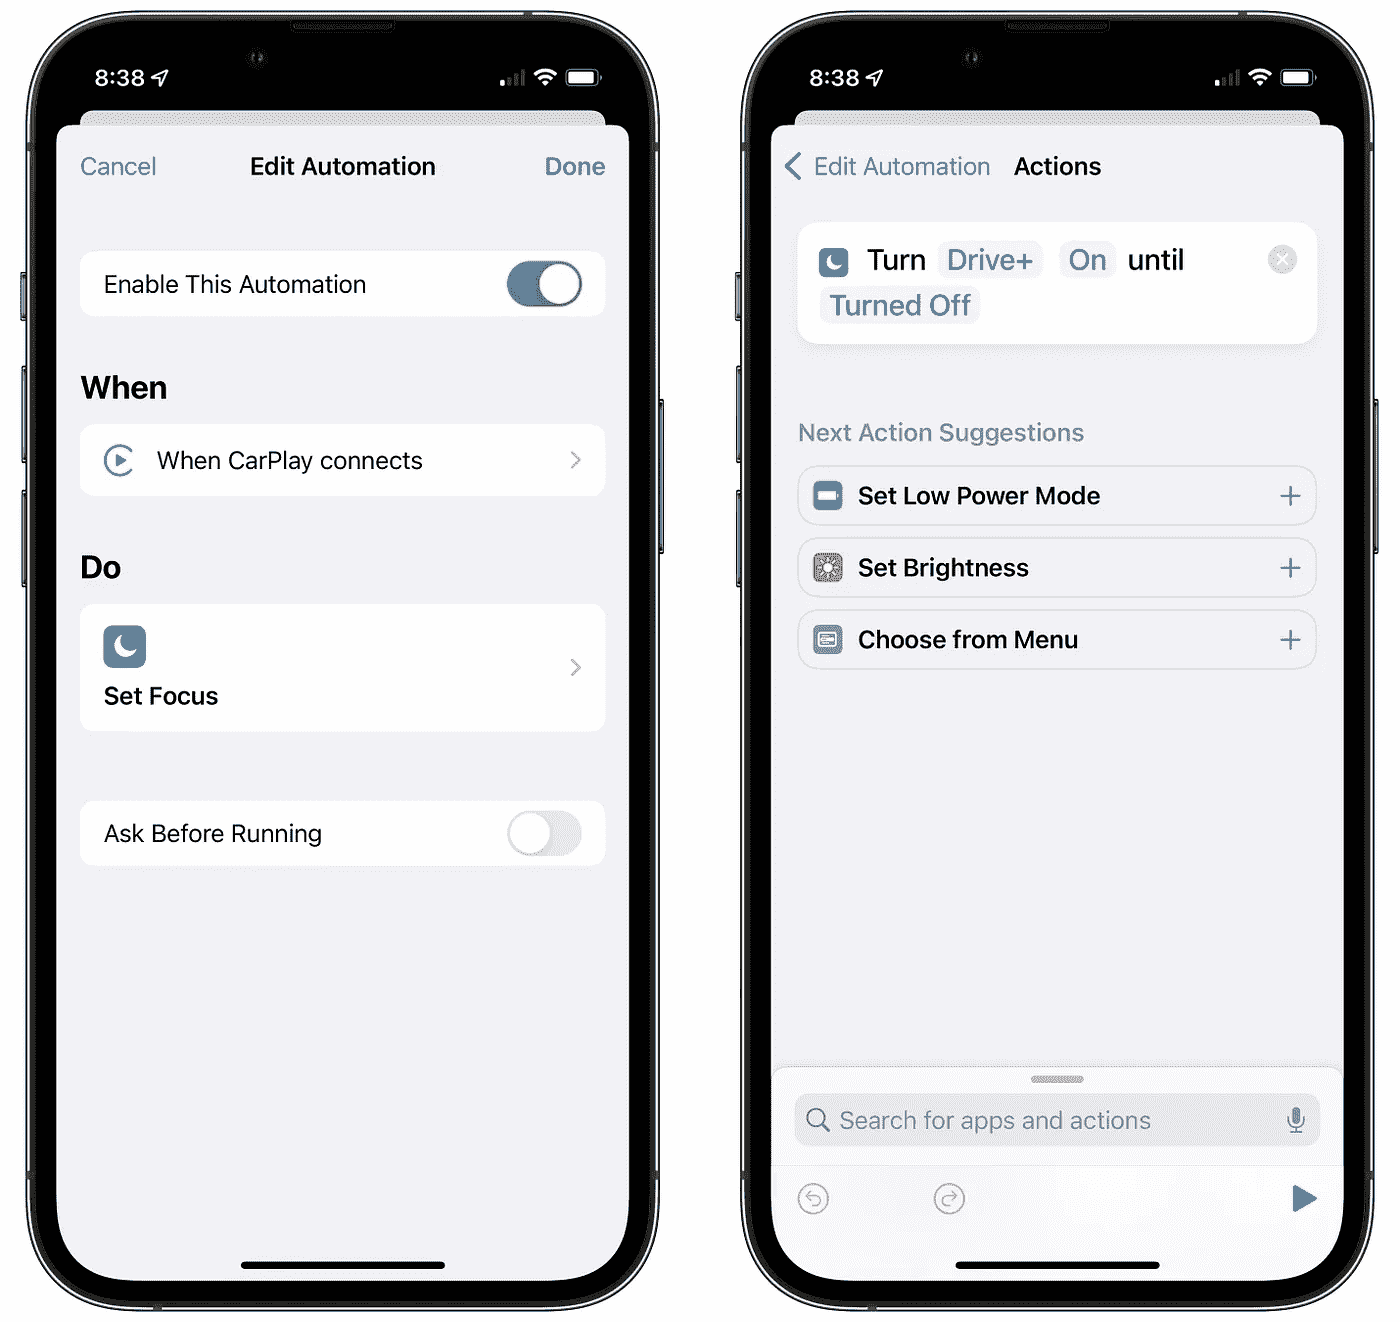 8:38
Cancel
Edit Automation
Done
Enable This Automation
When
When CarPlay connects
Do
Set Focus
Ask Before Running
8:38
Edit Automation
Actions
Turn Drive+ On until
Turned Off
Next Action Suggestions
Set Low Power Mode
Set Brightness
Choose from Menu
Search for apps and actions